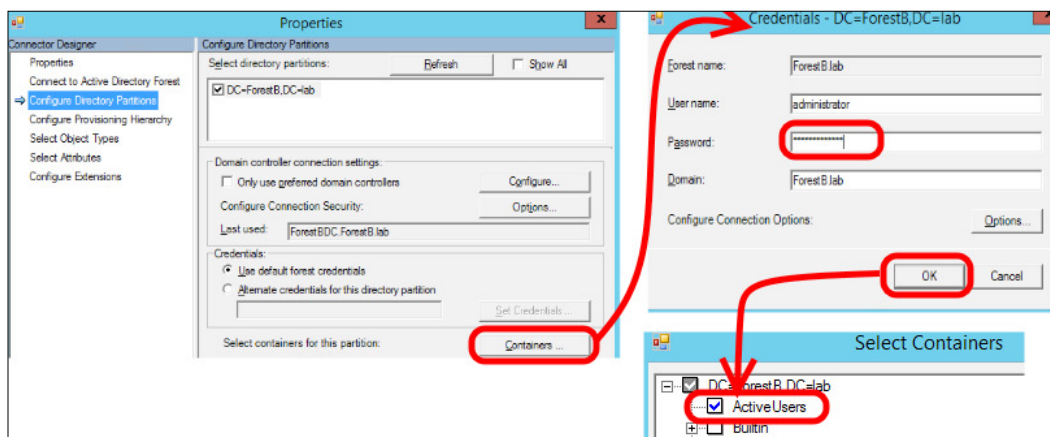 Properties
x
Connector Designer
Properties
Connect to Active Directory Forest
Configure Directory Partitions
Configure Provisioning Hierarchy
Select Object Types
Select Attributes
Configure Extensions
Configure Directory Partitions
Select directory partitions:
Refresh
Show All
DC=ForestB,DC=lab
Domain controller connection settings:
Only use preferred domain controllers
Configure...
Configure Connection Security:
Options...
Last used:
ForestBDC.ForestB.lab
Credentials:
Use default forest credentials
Alternate credentials for this directory partition
Set Credentials ...
Select containers for this partition:
Containers ...
Credentials - DC=ForestB,DC=lab
Forest name:
ForestB.lab
User name:
administrator
Password:
*************
Domain:
ForestB.lab
Configure Connection Options:
Options...
OK
Cancel
Select Containers
DC=ForestB,DC=lab
ActiveUsers
Builtin